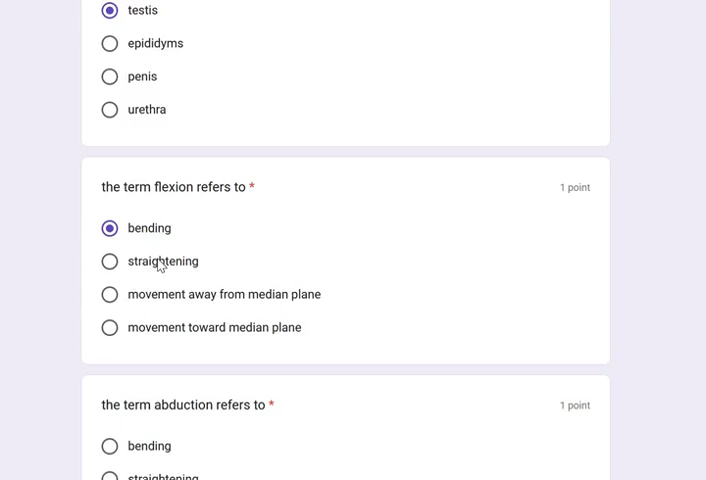 testis
epididyms
penis
urethra
the term flexion refers to *
1 point
bending
straightening
movement away from median plane
movement toward median plane
the term abduction refers to *
1 point
bending
straightening